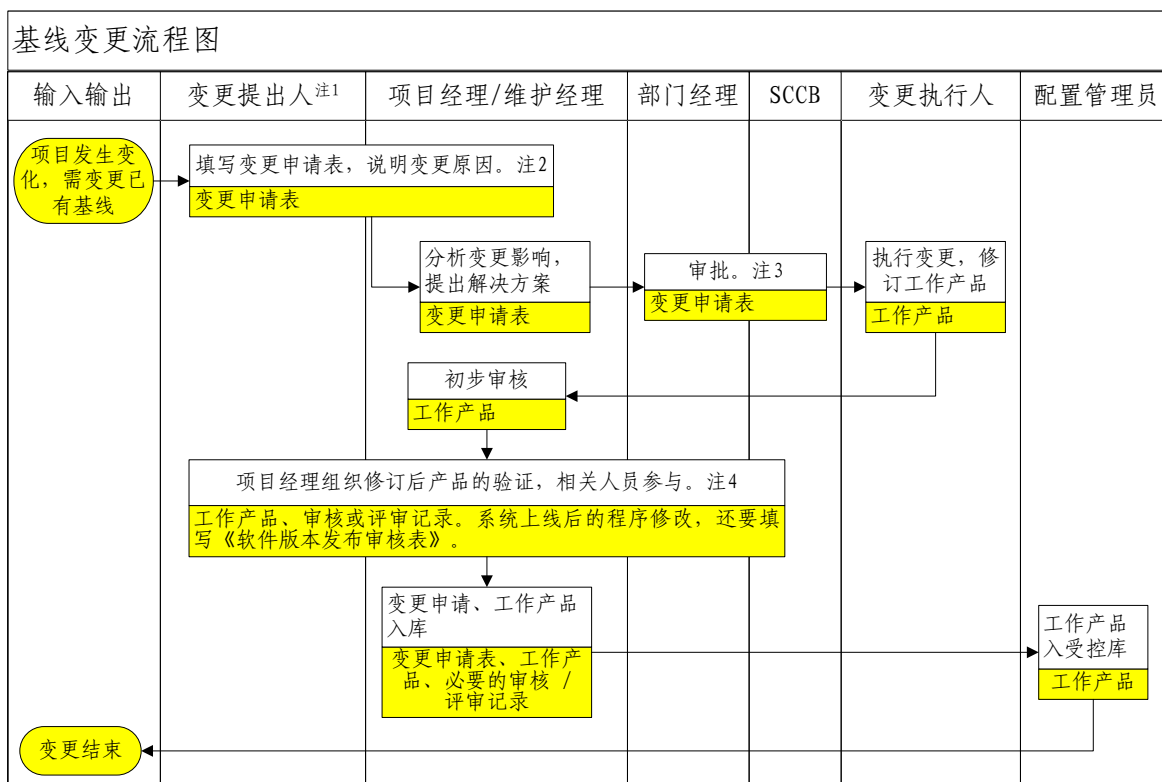 基线变更流程图
输入输出
变更提出人注1
项目经理/维护经理
部门经理
SCCB
变更执行人
配置管理员
项目发生变
化，需变更已
有基线
填写变更申请表，说明变更原因。注2
变更申请表
分析变更影响，
提出解决方案
变更申请表
审批。注3
变更申请表
执行变更，修
订工作产品
工作产品
初步审核
工作产品
项目经理组织修订后产品的验证，相关人员参与。注4
工作产品、审核或评审记录。系统上线后的程序修改，还要填
写《软件版本发布审核表》。
变更申请、工作产品
入库
变更申请表、工作产
品、必要的审核 /
评审记录
工作产品
入受控库
工作产品
变更结束